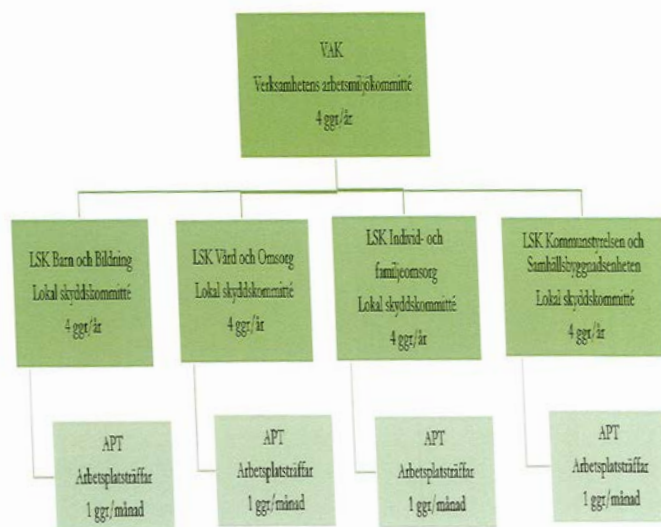 VAK
Verksamhetens arbetsmiljökommitté
4 ggr/år
LSK Barn och Bildning
Lokal skyddskommitté
4 ggr/år
LSK Vård och Omsorg
Lokal skyddskommitté
4 ggr/år
LSK Individ- och
familjeomsorg
Lokal skyddskommitté
4 ggr/år
LSK Kommunstyrelsen och
Samhällsbyggnadsenheten
Lokal skyddskommitté
4 ggr/år
APT
Arbetsplatsträffar
1 ggr/månad
APT
Arbetsplatsträffar
1 ggr/månad
APT
Arbetsplatsträffar
1 ggr/månad
APT
Arbetsplatsträffar
1 ggr/månad